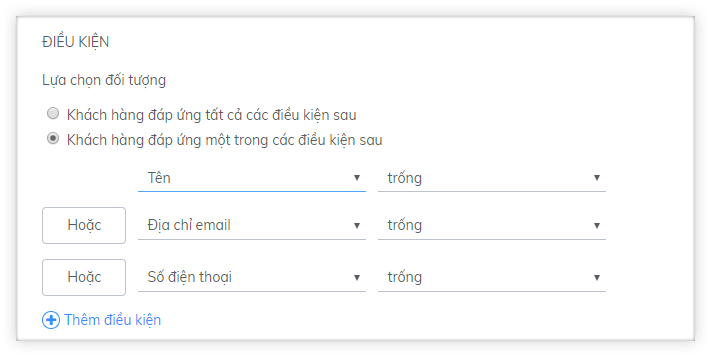 ĐIỀU KIỆN
Lựa chọn đối tượng
Khách hàng đáp ứng tất cả các điều kiện sau
Khách hàng đáp ứng một trong các điều kiện sau
Tên trống
Hoặc Địa chỉ email trống
Hoặc Số điện thoại trống
Thêm điều kiện